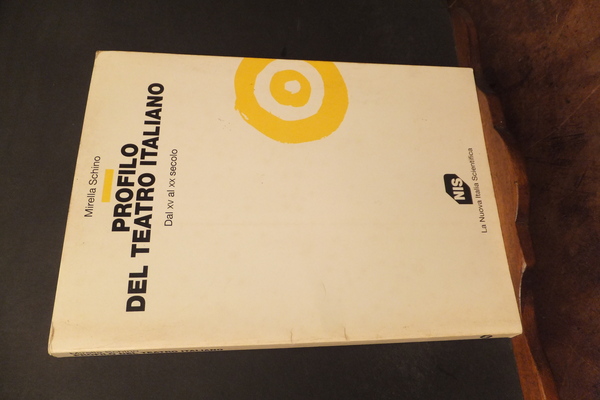 Mirella Schino
PROFILO
DEL TEATRO ITALIANO
Dal XV al XX secolo
NIS
La Nuova Italia Scientifica